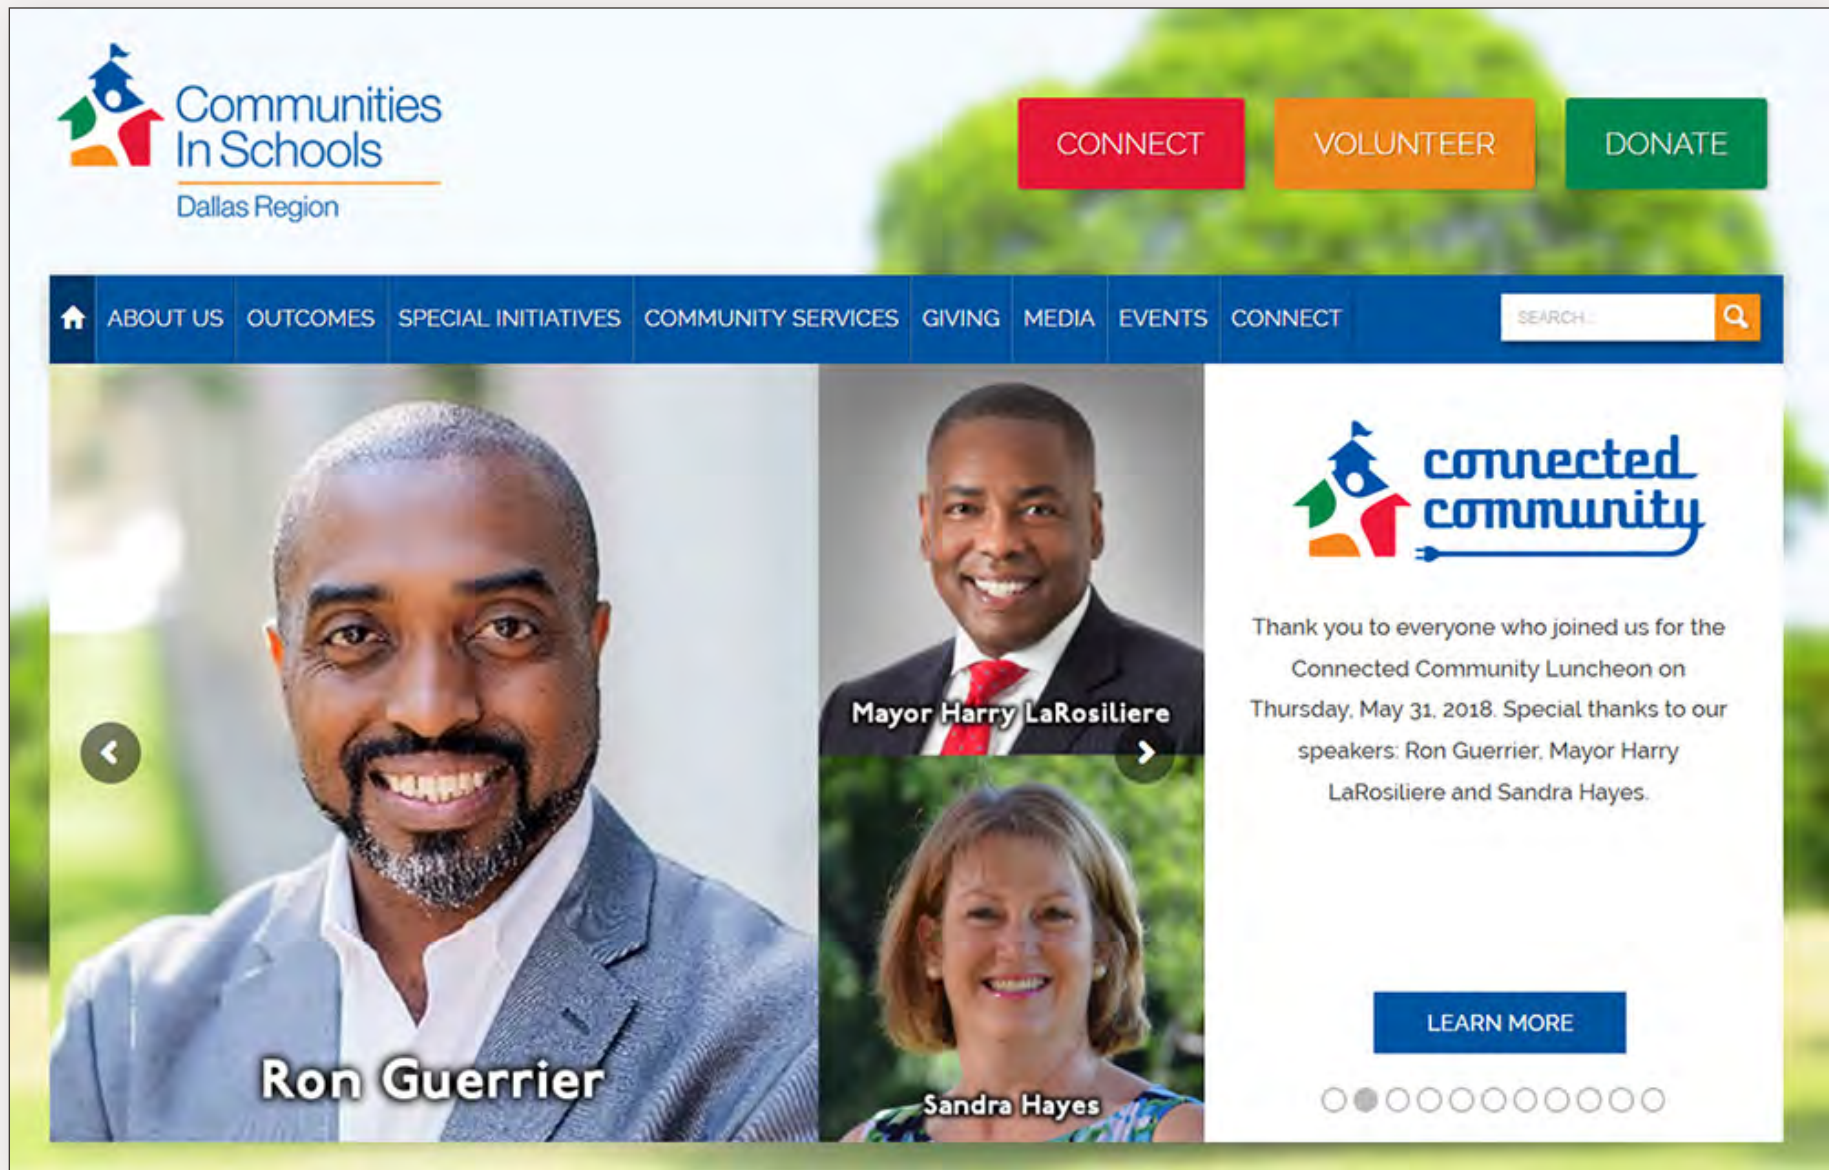 Communities
In Schools
Dallas Region
CONNECT
VOLUNTEER
DONATE
ABOUT US
OUTCOMES
SPECIAL INITIATIVES
COMMUNITY SERVICES
GIVING
MEDIA
EVENTS
CONNECT
SEARCH...
Ron Guerrier
Mayor Harry LaRosiliere
Sandra Hayes
connected
community
Thank you to everyone who joined us for the
Connected Community Luncheon on
Thursday, May 31, 2018. Special thanks to our
speakers: Ron Guerrier, Mayor Harry
LaRosiliere and Sandra Hayes.
LEARN MORE